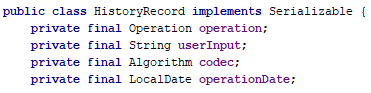 public class HistoryRecord implements Serializable {
    private final Operation operation;
    private final String userInput;
    private final Algorithm codec;
    private final LocalDate operationDate;